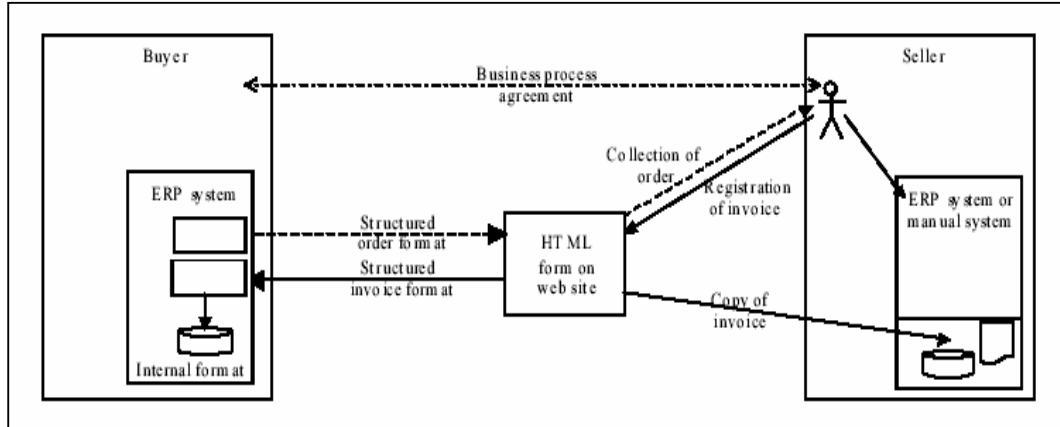 Buyer
Seller
Business process
agreement
Collection of
order
Registration
of invoice
ERP system
ERP system or
manual system
Structured
order format
HTML
form on
web site
Structured
invoice format
Copy of
invoice
Internal format